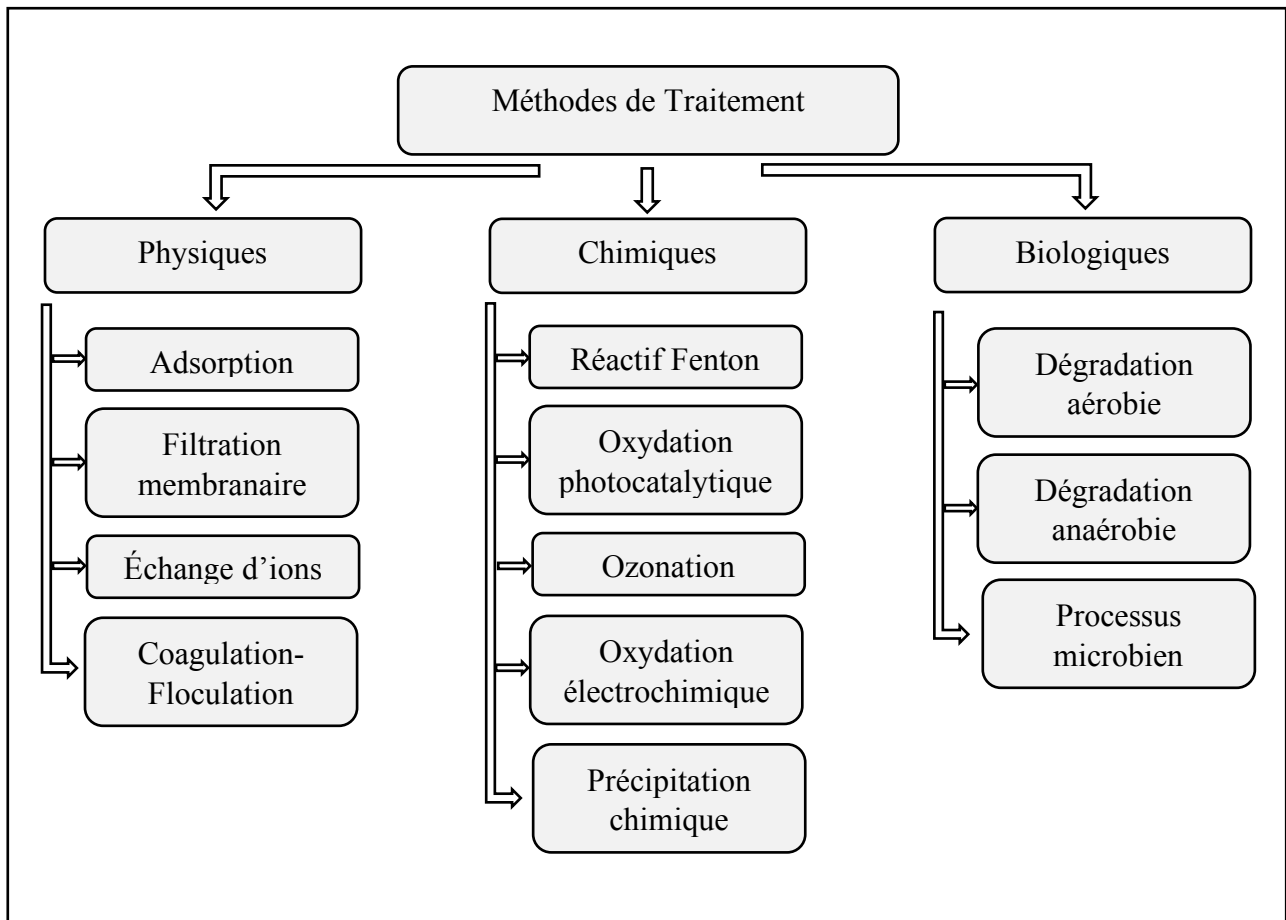 Méthodes de Traitement
Physiques
Chimiques
Biologiques
Adsorption
Filtration
membranaire
Échange d’ions
Coagulation-
Floculation
Réactif Fenton
Oxydation
photocatalytique
Ozonation
Oxydation
électrochimique
Précipitation
chimique
Dégradation
aérobie
Dégradation
anaérobie
Processus
microbien